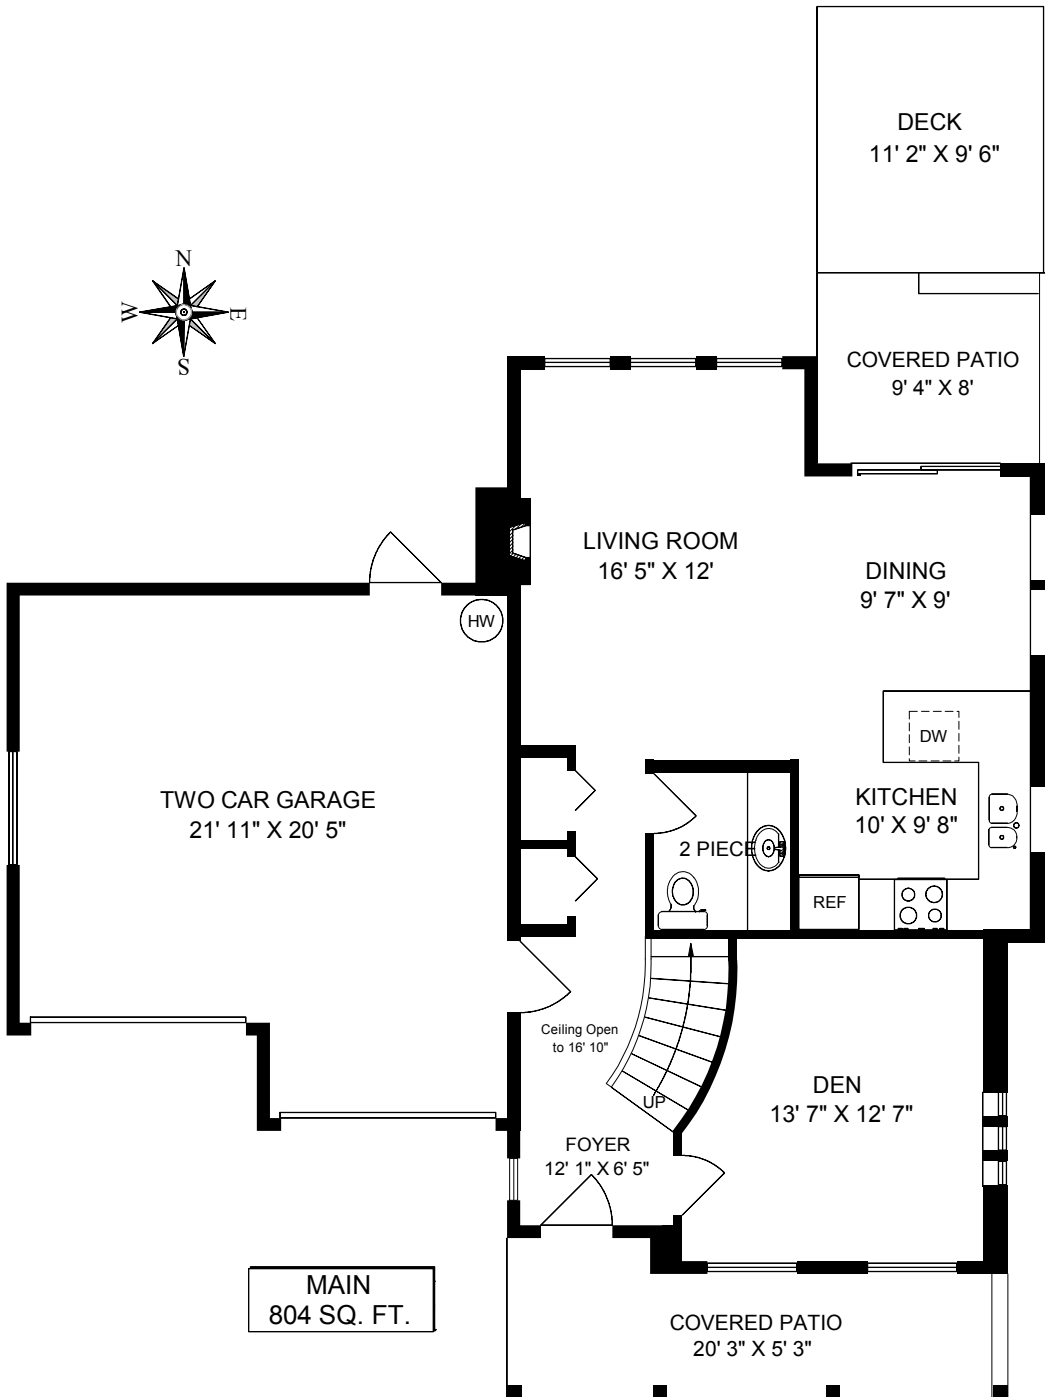 DECK
11' 2" X 9' 6"
N
W
E
S
COVERED PATIO
9' 4" X 8'
LIVING ROOM
16' 5" X 12'
DINING
9' 7" X 9'
HW
DW
TWO CAR GARAGE
21' 11" X 20' 5"
KITCHEN
10' X 9' 8"
2 PIECE
REF
Ceiling Open
to 16' 10"
UP
DEN
13' 7" X 12' 7"
FOYER
12' 1" X 6' 5"
MAIN
804 SQ. FT.
COVERED PATIO
20' 3" X 5' 3"